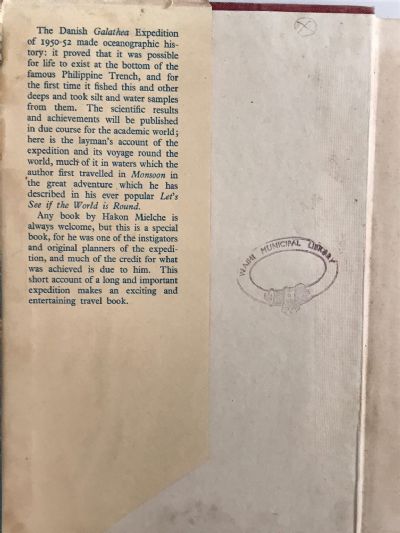 The Danish Galathea Expedition
of 1950-52 made oceanographic his-
tory: it proved that it was possible
for life to exist at the bottom of the
famous Philippine Trench, and for
the first time it fished this and other
deeps and took silt and water samples
from them. The scientific results
and achievements will be published
in due course for the academic world;
here is the layman's account of the
expedition and its voyage round the
world, much of it in waters which the
author first travelled in Monsoon in
the great adventure which he has
described in his ever popular Let's
See if the World is Round.
Any book by Hakon Mielche is
always welcome, but this is a special
book, for he was one of the instigators
and original planners of the expedi-
tion, and much of the credit for what
was achieved is due to him. This
short account of a long and important
expedition makes an exciting and
entertaining travel book.
WAIHI MUNICIPAL LIBRARY